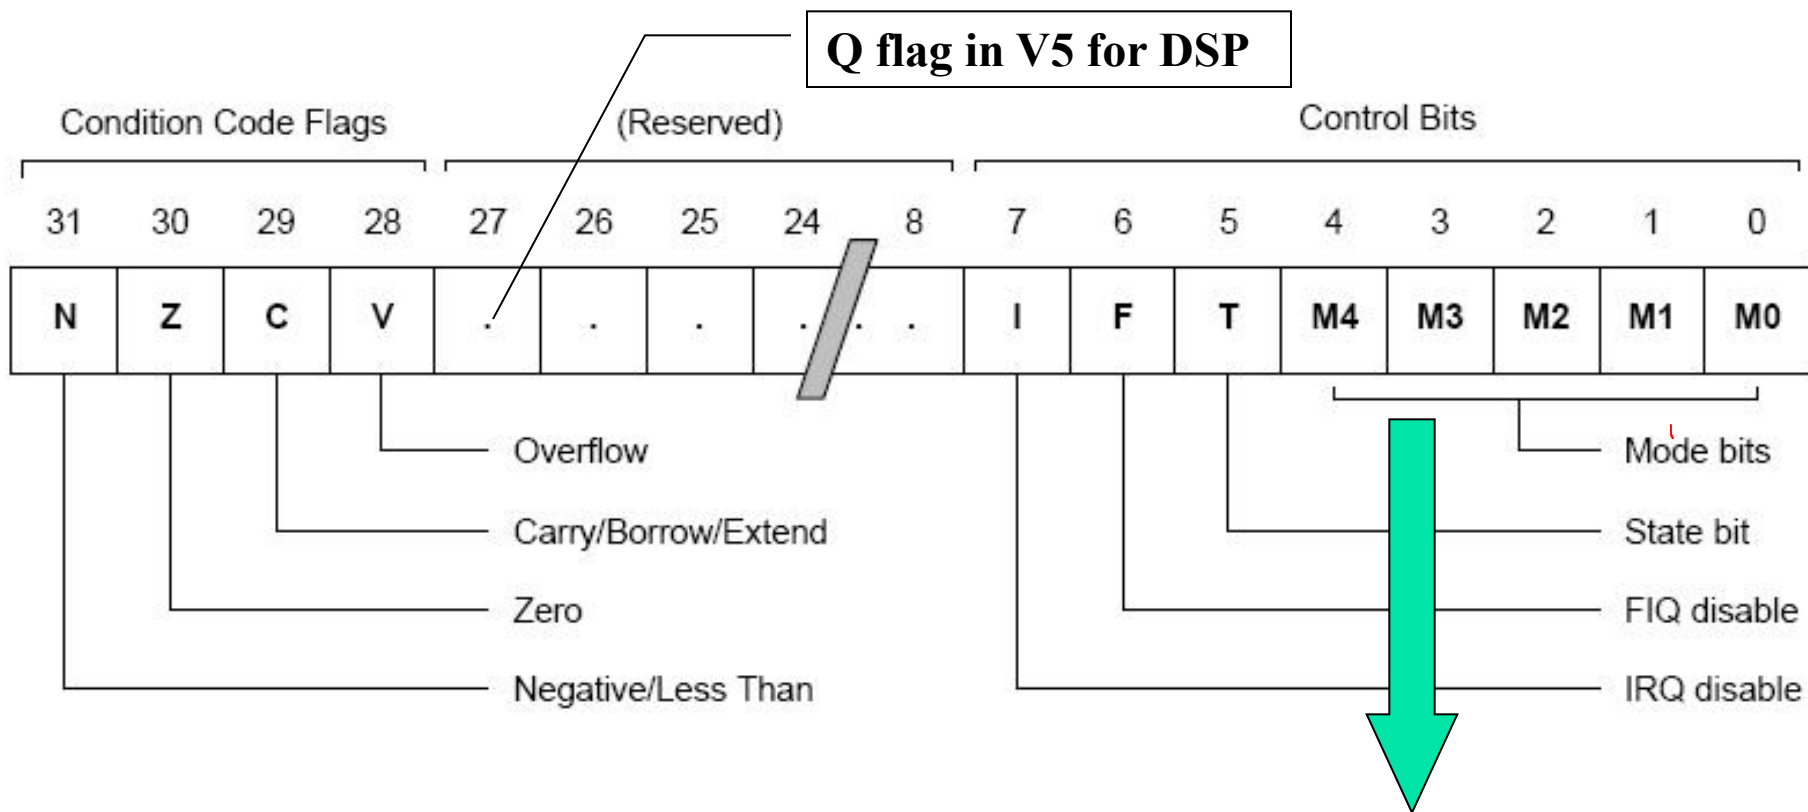 Q flag in V5 for DSP
Condition Code Flags (Reserved) Control Bits
31 30 29 28 27 26 25 24 8 7 6 5 4 3 2 1 0
N Z C V . . . . . . I F T M4 M3 M2 M1 M0
Overflow Mode bits
Carry/Borrow/Extend State bit
Zero FIQ disable
Negative/Less Than IRQ disable